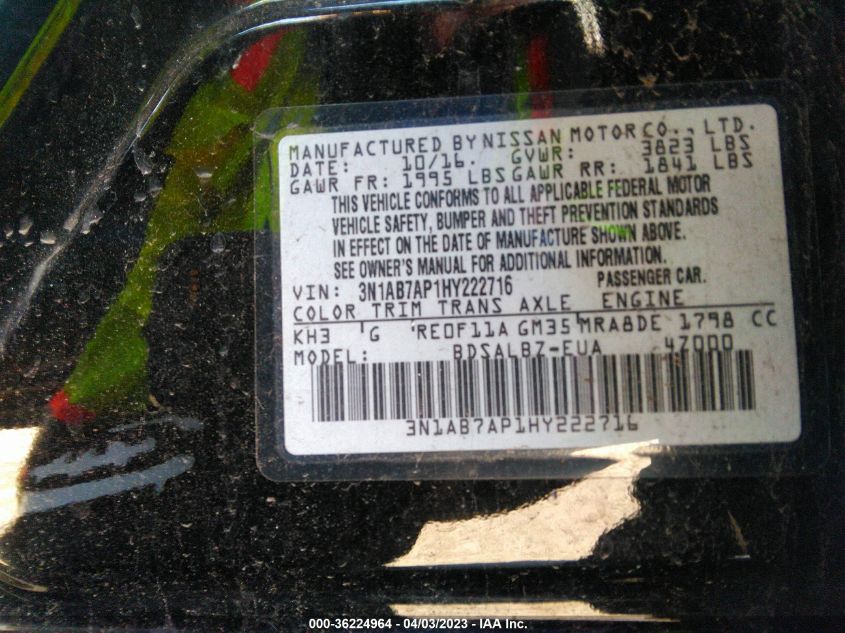 MANUFACTURED BY NISSAN MOTOR CO., LTD.
DATE: 10/16. GVWR: 3823 LBS
GAWR FR: 1995 LBS GAWR RR: 1841 LBS
THIS VEHICLE CONFORMS TO ALL APPLICABLE FEDERAL MOTOR
VEHICLE SAFETY, BUMPER AND THEFT PREVENTION STANDARDS
IN EFFECT ON THE DATE OF MANUFACTURE SHOWN ABOVE.
SEE OWNER'S MANUAL FOR ADDITIONAL INFORMATION.
VIN: 3N1AB7AP1HY222716 PASSENGER CAR.
COLOR TRIM TRANS AXLE ENGINE
KH3 G RE0F11A GM35 MRA8DE 1798 CC
MODEL: BDSALBZ-EUA 4Z000
3N1AB7AP1HY222716
000-36224964 - 04/03/2023 - IAA Inc.